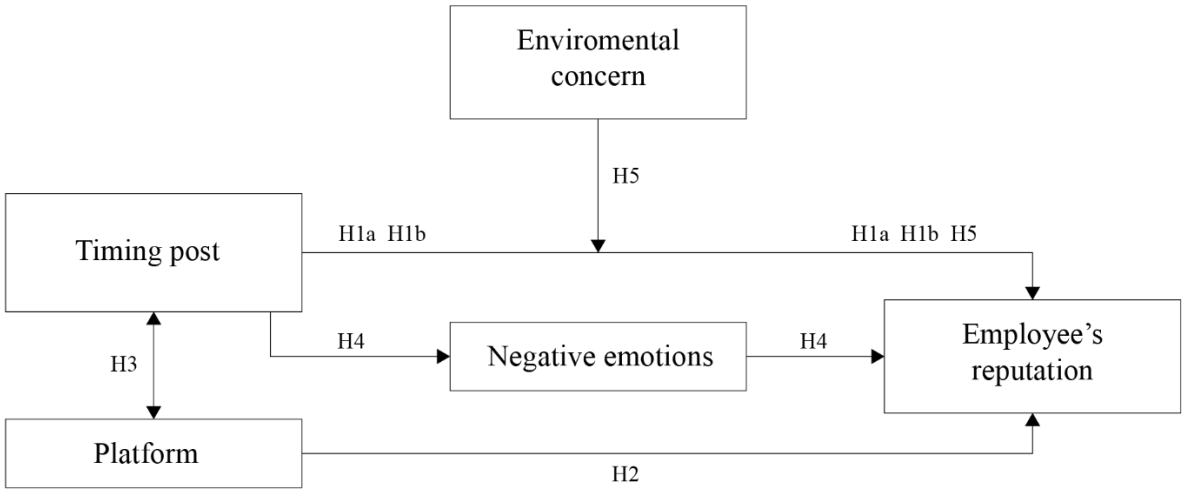 Enviromental
concern
H5
Timing post
H1a H1b
H1a H1b H5
H3
H4
Negative emotions
H4
Employee’s
reputation
Platform
H2